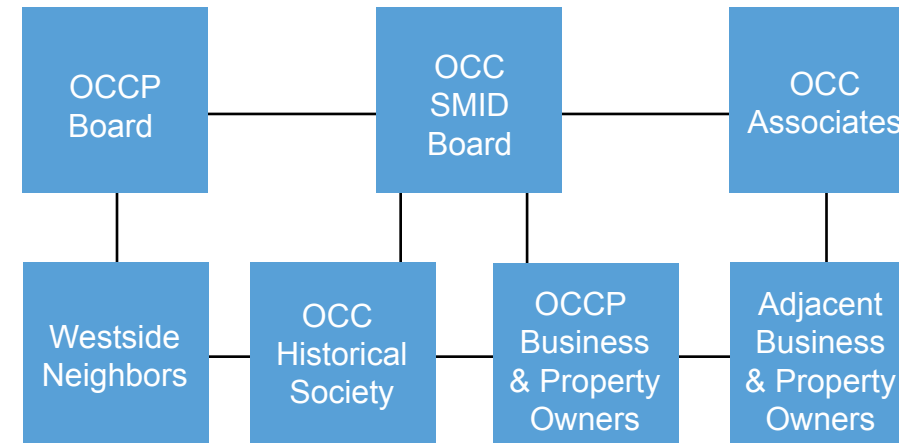 OCCP
Board
OCC
SMID
Board
OCC
Associates
Westside
Neighbors
OCC
Historical
Society
OCCP
Business
& Property
Owners
Adjacent
Business
& Property
Owners